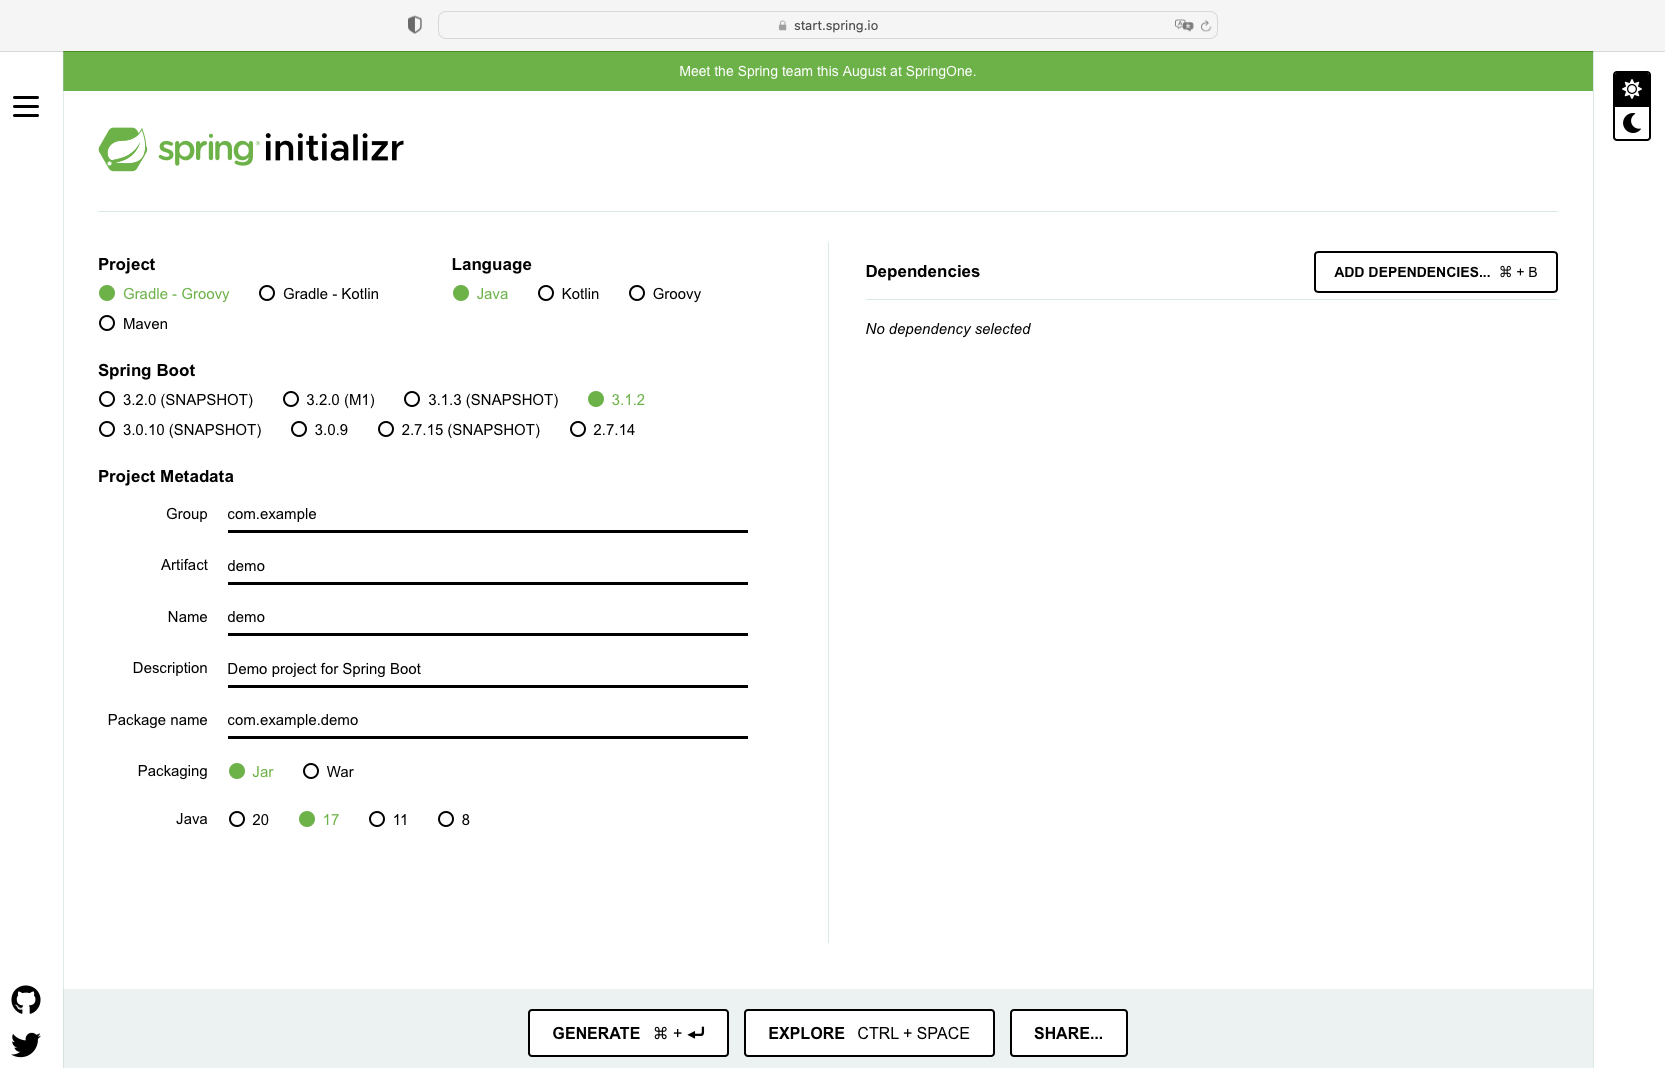 start.spring.io
Meet the Spring team this August at SpringOne.
spring initializr
Project
Gradle - Groovy Gradle - Kotlin
Maven
Language
Java Kotlin Groovy
Spring Boot
3.2.0 (SNAPSHOT) 3.2.0 (M1) 3.1.3 (SNAPSHOT) 3.1.2
3.0.10 (SNAPSHOT) 3.0.9 2.7.15 (SNAPSHOT) 2.7.14
Project Metadata
Group com.example
Artifact demo
Name demo
Description Demo project for Spring Boot
Package name com.example.demo
Packaging Jar War
Java 20 17 11 8
Dependencies ADD DEPENDENCIES... ⌘ + B
No dependency selected
GENERATE ⌘ + ⏎ EXPLORE CTRL + SPACE SHARE...